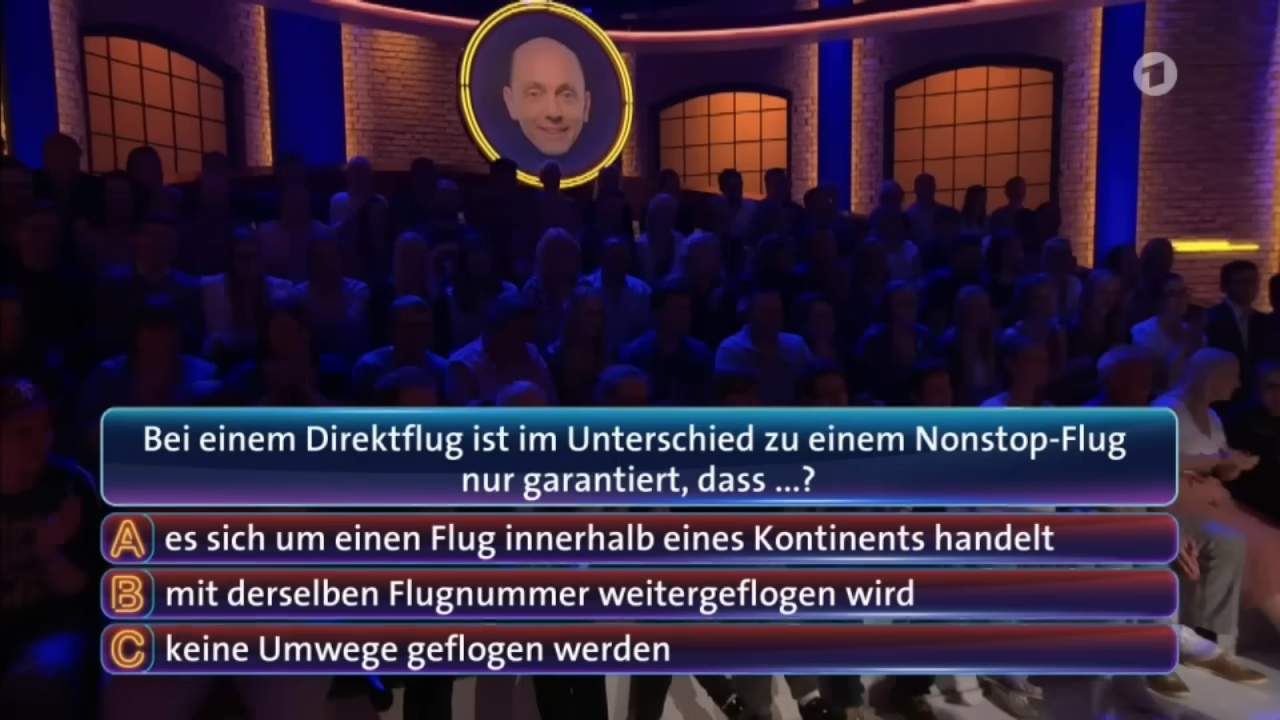 1
Bei einem Direktflug ist im Unterschied zu einem Nonstop-Flug
nur garantiert, dass ...?
A es sich um einen Flug innerhalb eines Kontinents handelt
B mit derselben Flugnummer weitergeflogen wird
C keine Umwege geflogen werden